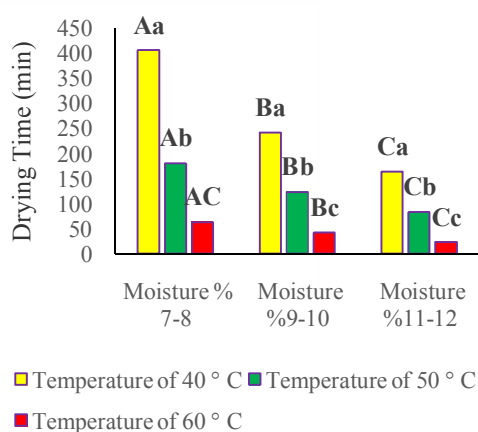 Drying Time (min)
450
400
350
300
250
200
150
100
50
0
Aa
Ab
AC
Ba
Bb
Bc
Ca
Cb
Cc
Moisture %
7-8
Moisture
%9-10
Moisture
%11-12
Temperature of 40 ° C
Temperature of 50 ° C
Temperature of 60 ° C